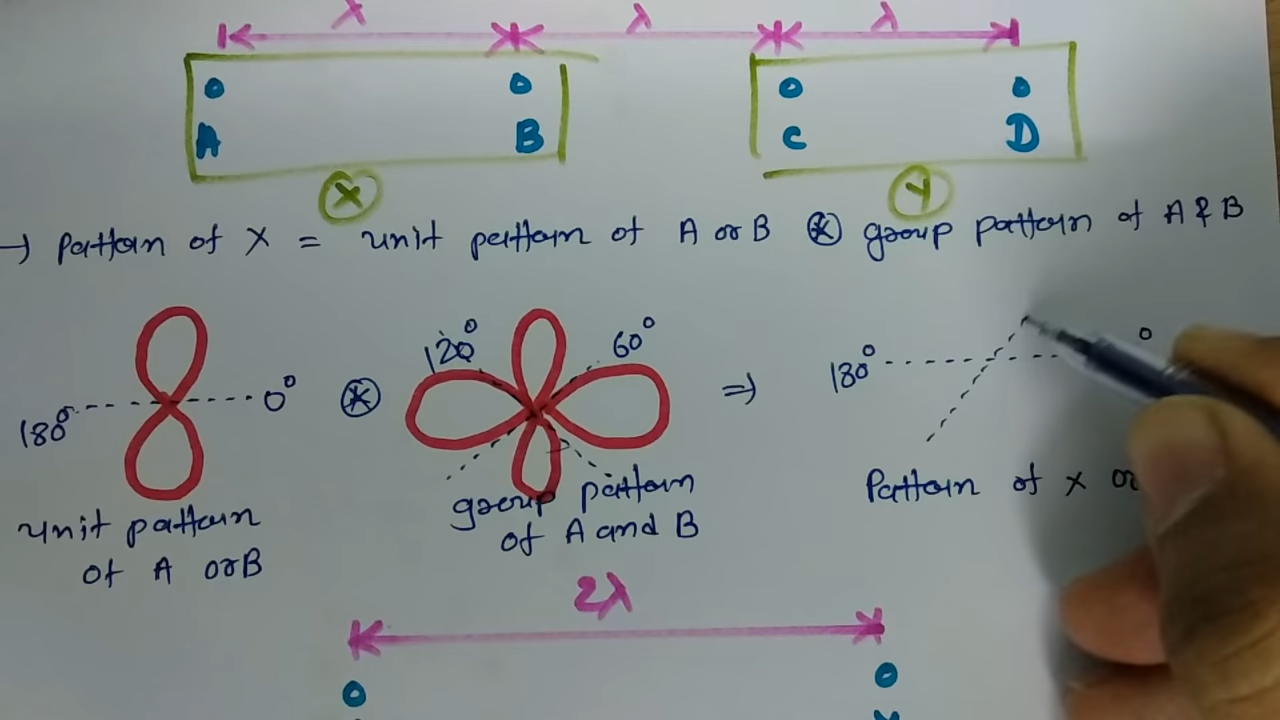 λ λ λ
A B C D
X Y
→ Pattern of X = unit pattern of A or B * group pattern of A & B
120° 60° 0°
180° 0° * ⇒ 180°
unit pattern of A or B
group pattern of A and B
Pattern of X or
2λ